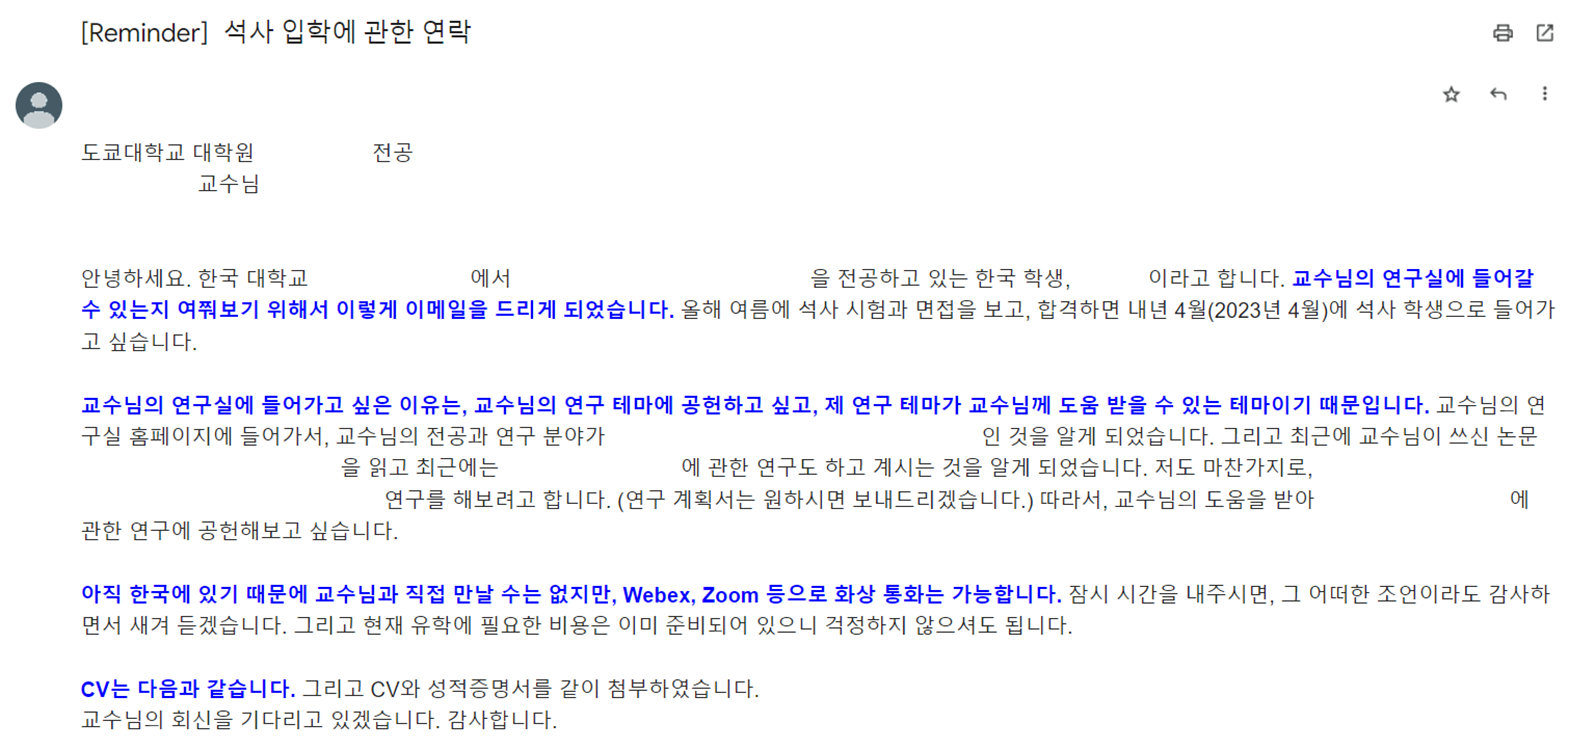 [Reminder] 석사 입학에 관한 연락
도쿄대학교 대학원 전공
교수님
안녕하세요. 한국 대학교 에서 을 전공하고 있는 한국 학생, 이라고 합니다. 교수님의 연구실에 들어갈
수 있는지 여쭤보기 위해서 이렇게 이메일을 드리게 되었습니다. 올해 여름에 석사 시험과 면접을 보고, 합격하면 내년 4월(2023년 4월)에 석사 학생으로 들어가
고 싶습니다.
교수님의 연구실에 들어가고 싶은 이유는, 교수님의 연구 테마에 공헌하고 싶고, 제 연구 테마가 교수님께 도움 받을 수 있는 테마이기 때문입니다. 교수님의 연
구실 홈페이지에 들어가서, 교수님의 전공과 연구 분야가 인 것을 알게 되었습니다. 그리고 최근에 교수님이 쓰신 논문
을 읽고 최근에는 에 관한 연구도 하고 계시는 것을 알게 되었습니다. 저도 마찬가지로,
연구를 해보려고 합니다. (연구 계획서는 원하시면 보내드리겠습니다.) 따라서, 교수님의 도움을 받아 에
관한 연구에 공헌해보고 싶습니다.
아직 한국에 있기 때문에 교수님과 직접 만날 수는 없지만, Webex, Zoom 등으로 화상 통화는 가능합니다. 잠시 시간을 내주시면, 그 어떠한 조언이라도 감사하
면서 새겨 듣겠습니다. 그리고 현재 유학에 필요한 비용은 이미 준비되어 있으니 걱정하지 않으셔도 됩니다.
CV는 다음과 같습니다. 그리고 CV와 성적증명서를 같이 첨부하였습니다.
교수님의 회신을 기다리고 있겠습니다. 감사합니다.